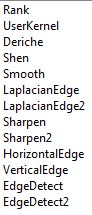 Rank
UserKernel
Deriche
Shen
Smooth
LaplacianEdge
LaplacianEdge2
Sharpen
Sharpen2
HorizontalEdge
VerticalEdge
EdgeDetect
EdgeDetect2